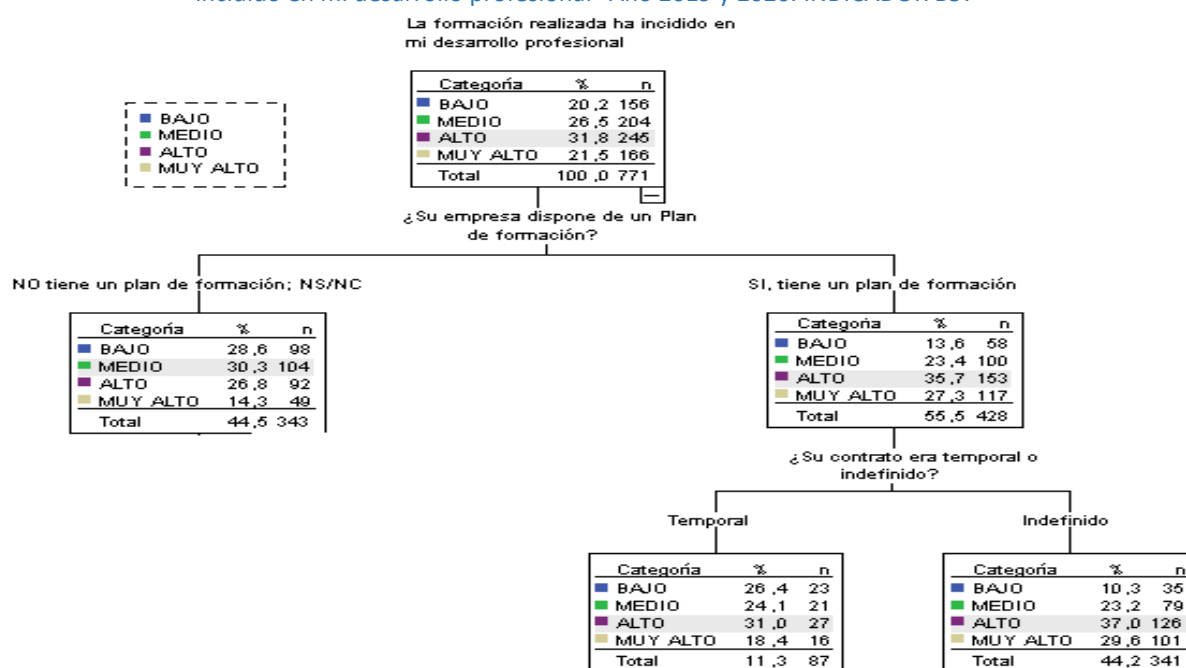 La formación realizada ha incidido en
mi desarrollo profesional
Categoría % n
BAJO 20,2 156
MEDIO 26,5 204
ALTO 31,8 245
MUY ALTO 21,5 166
Total 100,0 771
BAJO
MEDIO
ALTO
MUY ALTO
¿Su empresa dispone de un Plan
de formación?
NO tiene un plan de formación; NS/NC
Categoría % n
BAJO 28,6 98
MEDIO 30,3 104
ALTO 26,8 92
MUY ALTO 14,3 49
Total 44,5 343
SI, tiene un plan de formación
Categoría % n
BAJO 13,6 58
MEDIO 23,4 100
ALTO 35,7 153
MUY ALTO 27,3 117
Total 55,5 428
¿Su contrato era temporal o
indefinido?
Temporal
Categoría % n
BAJO 26,4 23
MEDIO 24,1 21
ALTO 31,0 27
MUY ALTO 18,4 16
Total 11,3 87
Indefinido
Categoría % n
BAJO 10,3 35
MEDIO 23,2 79
ALTO 37,0 126
MUY ALTO 29,6 101
Total 44,2 341